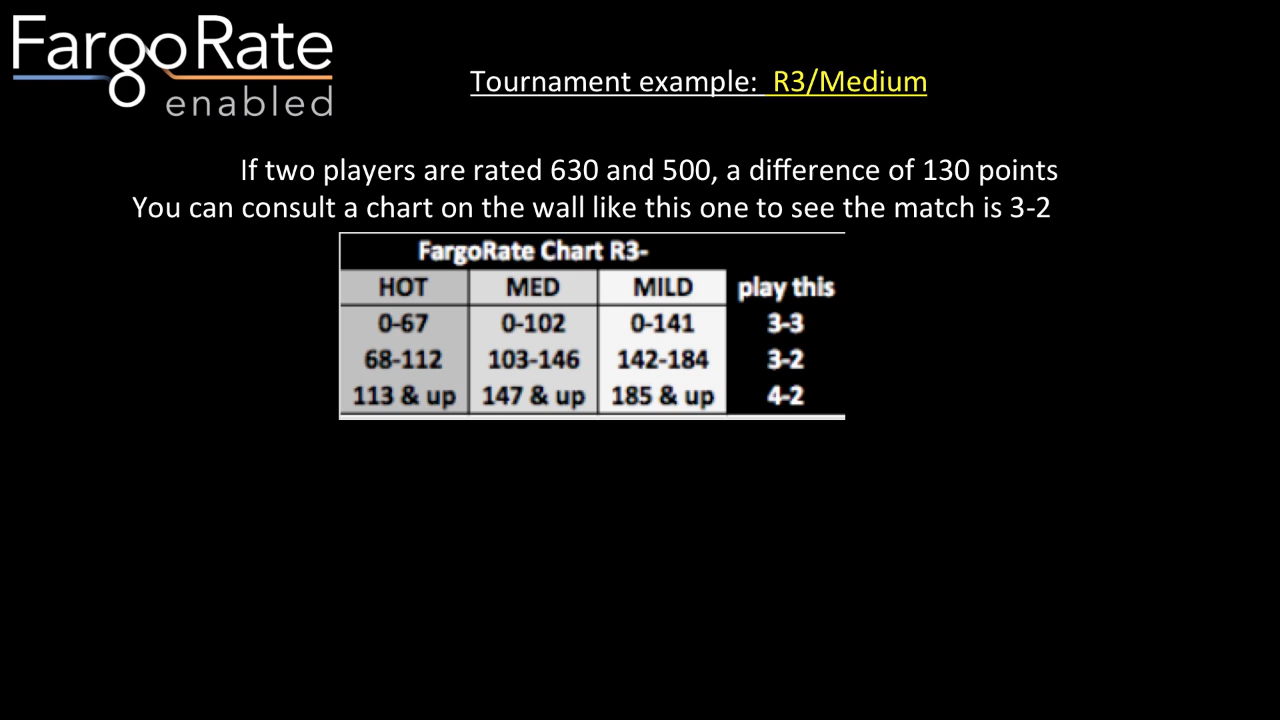 FargoRate
enabled
Tournament example: R3/Medium
If two players are rated 630 and 500, a difference of 130 points
You can consult a chart on the wall like this one to see the match is 3-2
FargoRate Chart R3-
HOT MED MILD play this
0-67 0-102 0-141 3-3
68-112 103-146 142-184 3-2
113 & up 147 & up 185 & up 4-2